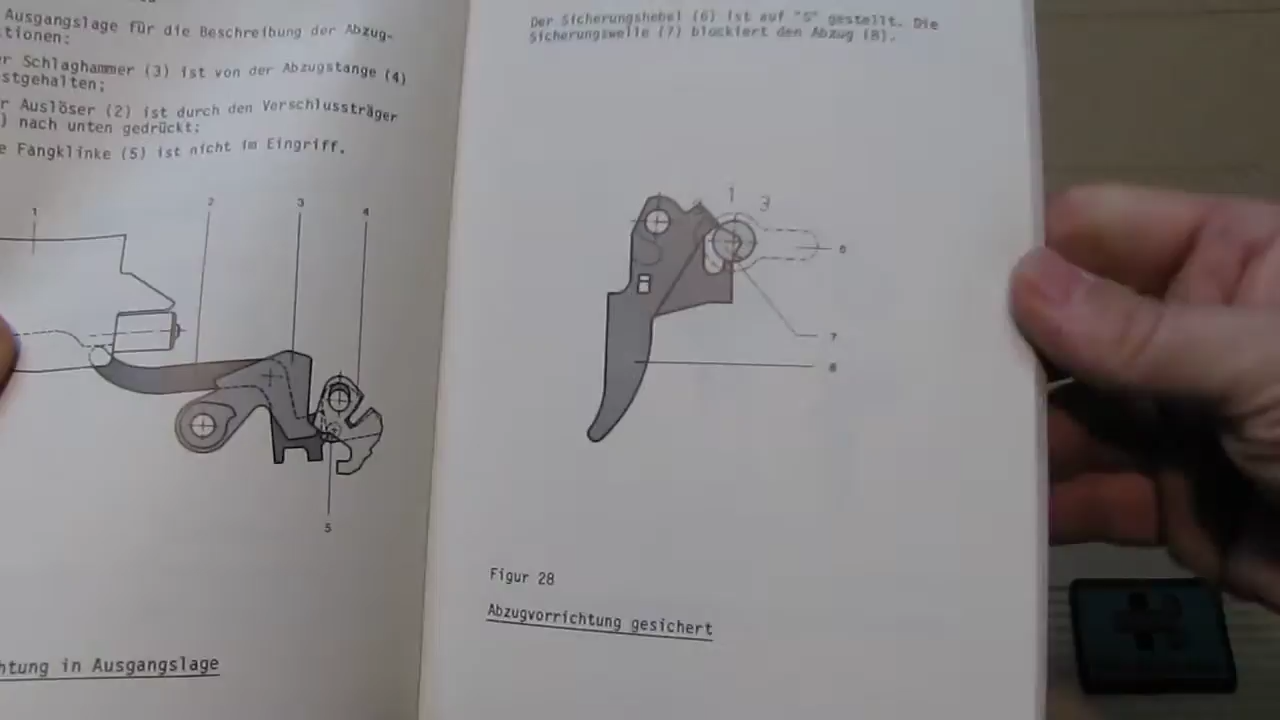 Ausgangslage für die Beschreibung der Abzug-
tionen:
r Schlaghammer (3) ist von der Abzugstange (4)
stgehalten;
r Auslöser (2) ist durch den Verschlussträger
) nach unten gedrückt;
e Fangklinke (5) ist nicht im Eingriff.
1 2 3 4
5
htung in Ausgangslage
Der Sicherungshebel (6) ist auf "S" gestellt. Die
Sicherungswelle (7) blockiert den Abzug (8).
1 3
6
7
8
Figur 28
Abzugvorrichtung gesichert